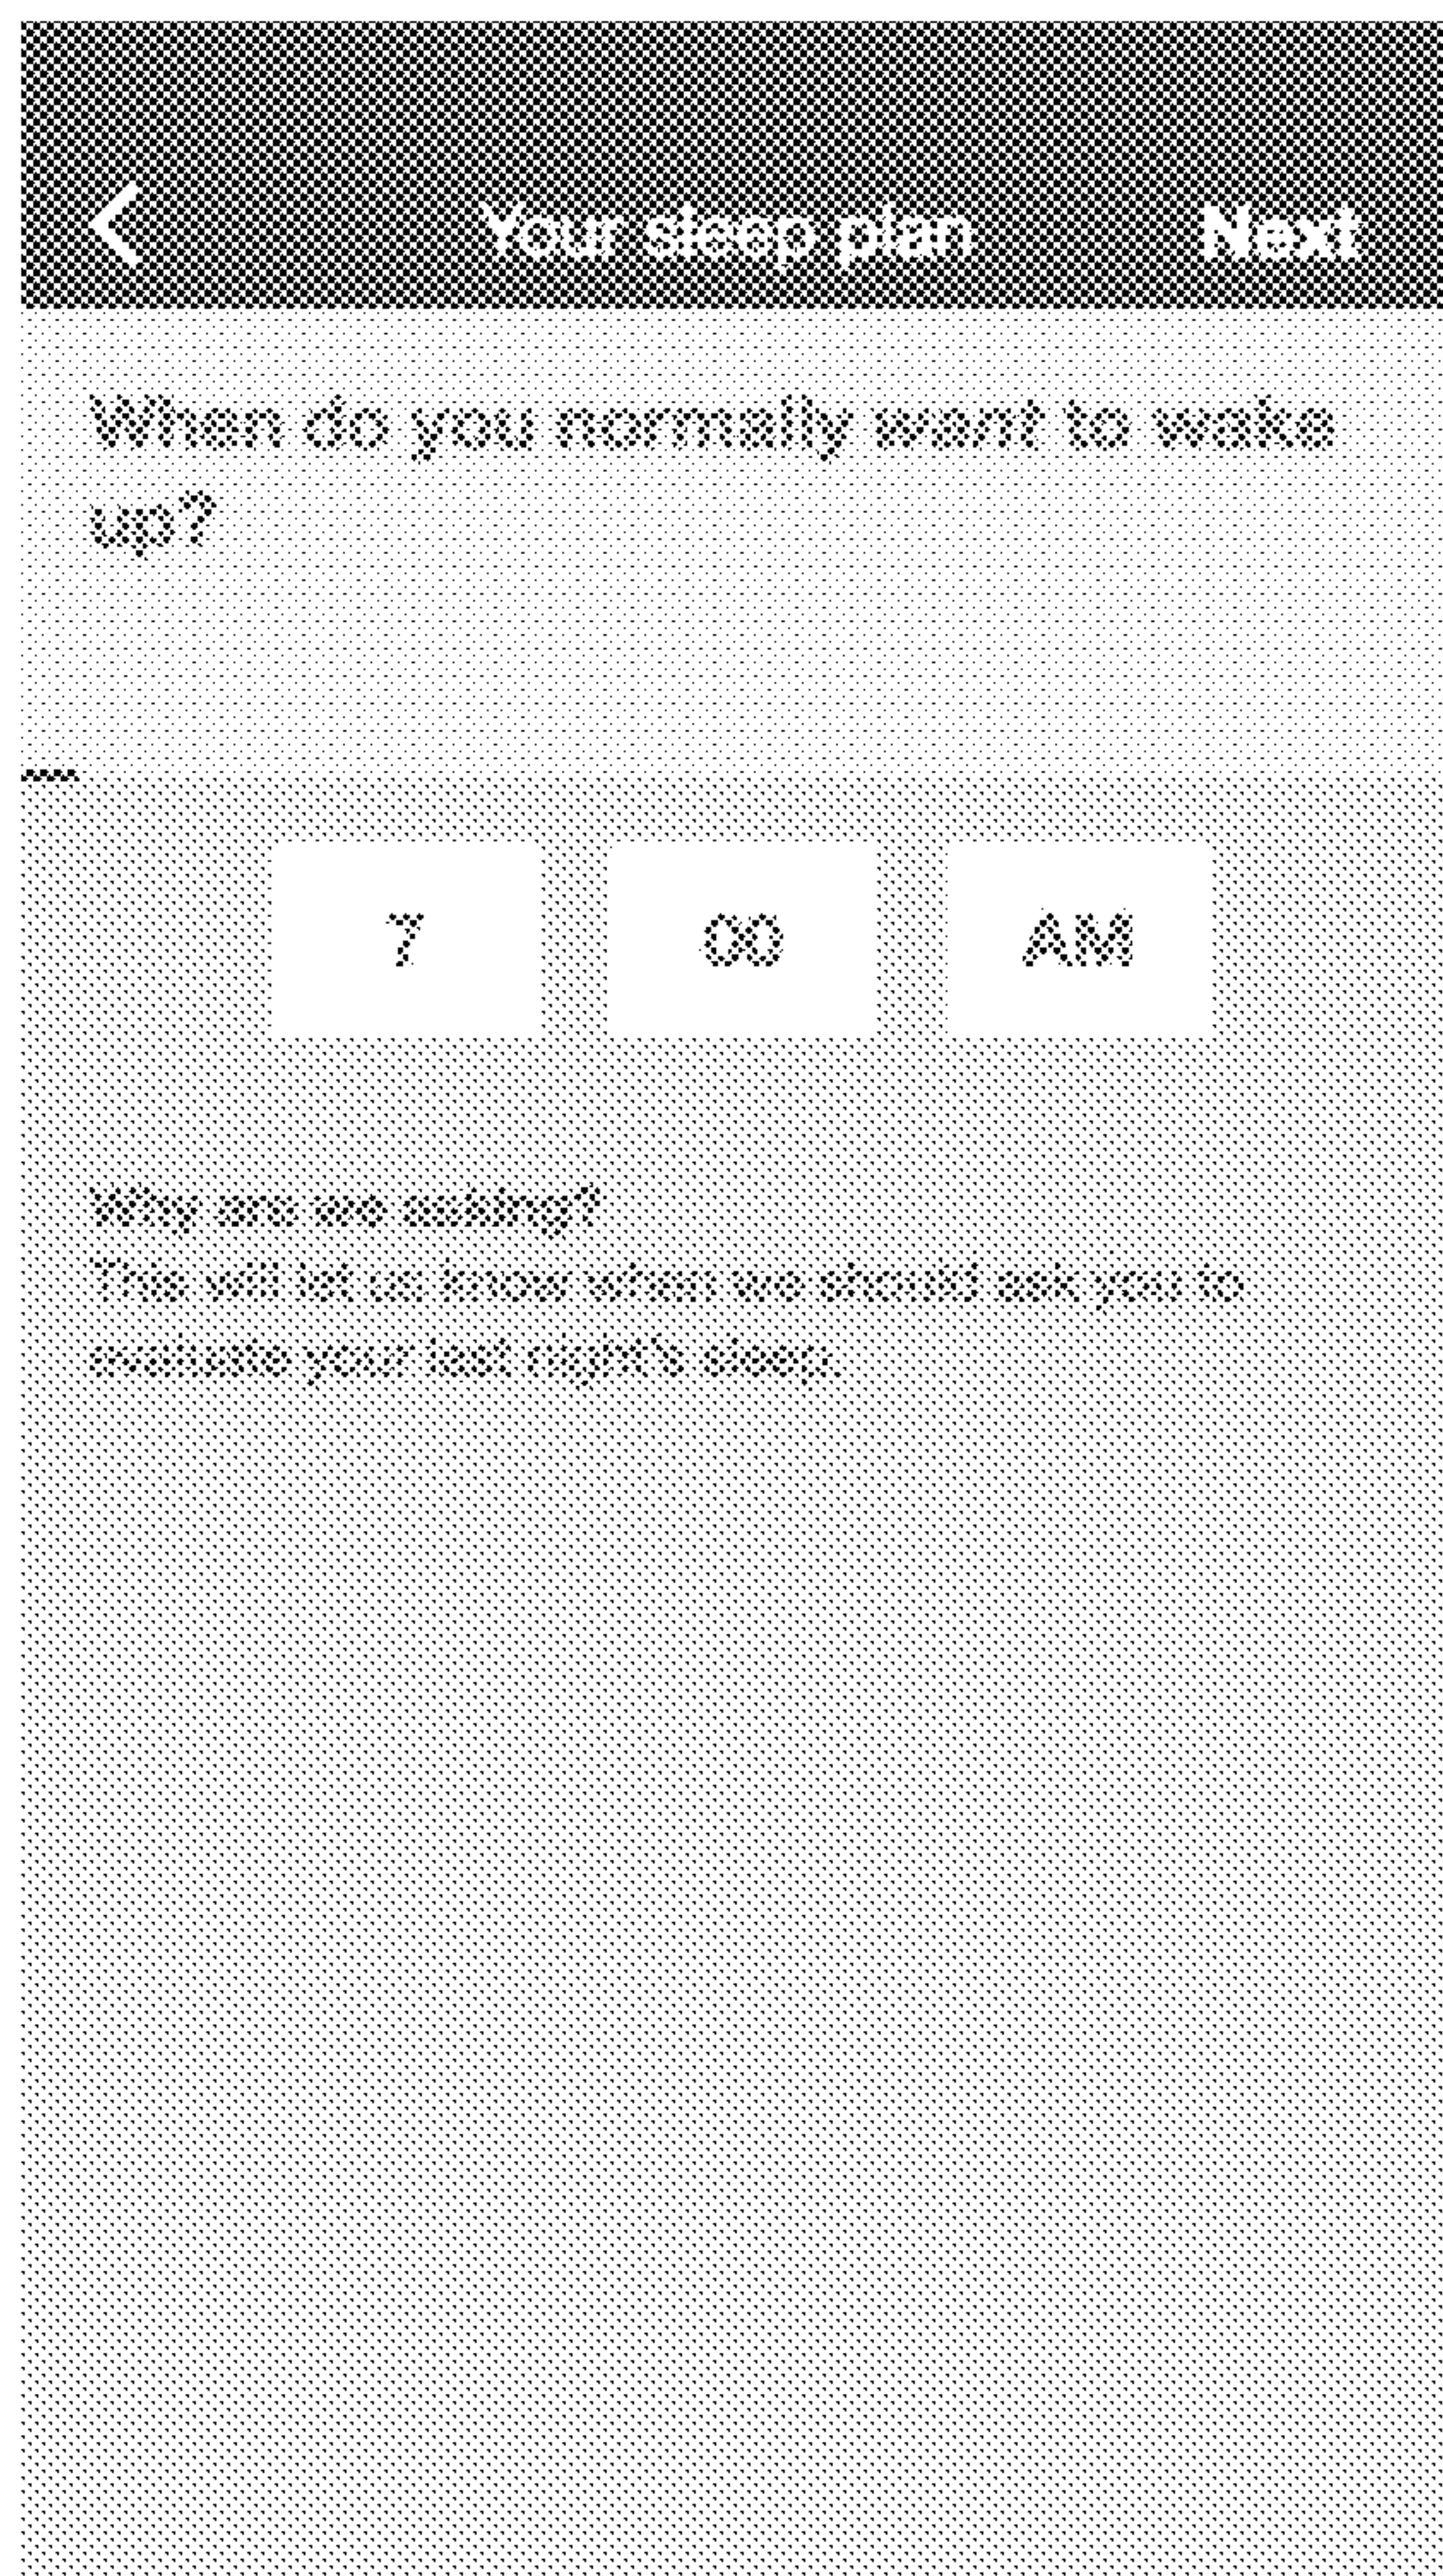 Your sleep plan Next
When do you normally want to wake
up?
7 00 AM
Why are we asking?
This will let us know when we should ask you to
evaluate your last night's sleep.